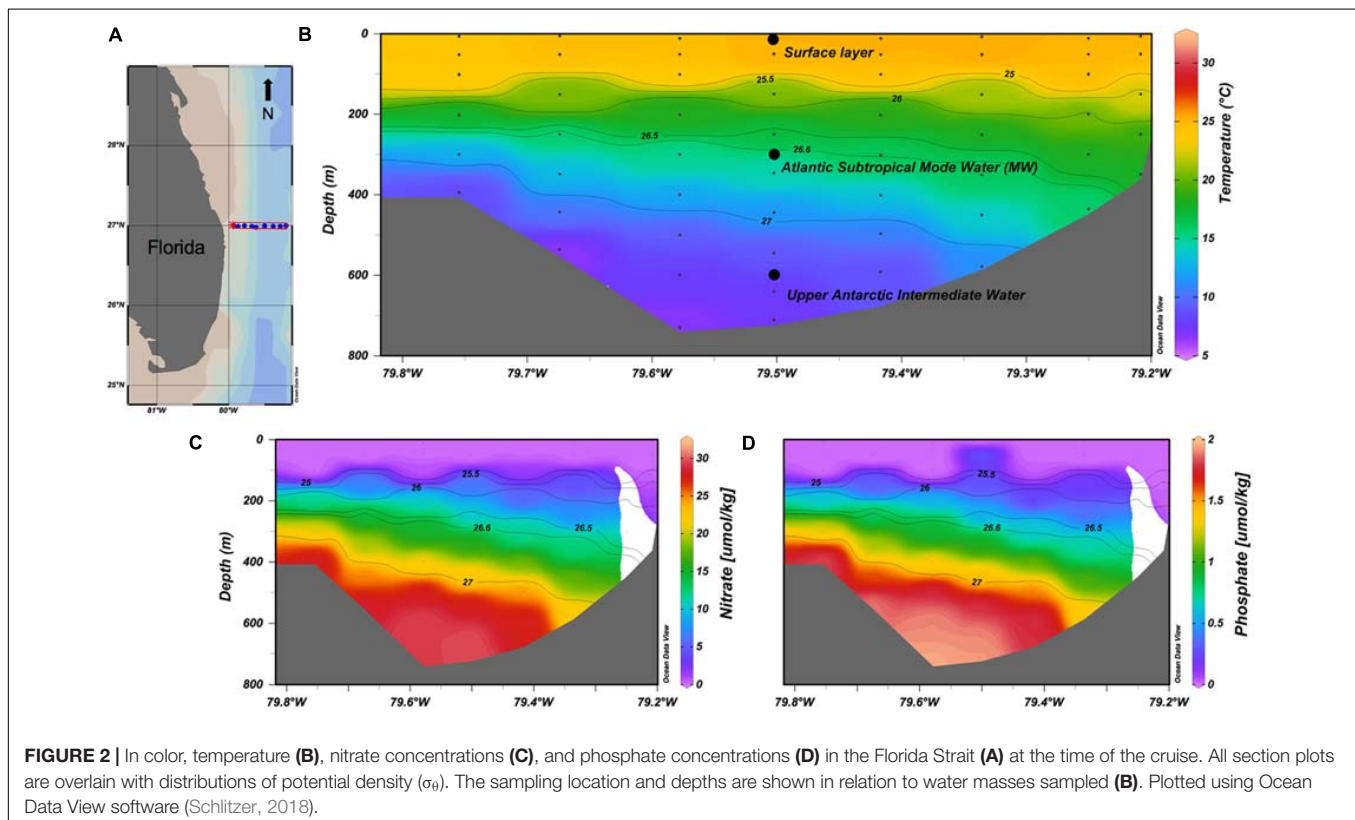 A
N
28°N
27°N
26°N
25°N
81°W
80°W
Florida
Ocean Data View
B
0
200
400
600
800
Depth (m)
79.8°W
79.7°W
79.6°W
79.5°W
79.4°W
79.3°W
79.2°W
Surface layer
25
25.5
26
26.5
26.6
Atlantic Subtropical Mode Water (MW)
27
Upper Antarctic Intermediate Water
Ocean Data View
30
25
20
15
10
5
Temperature (°C)
C
0
200
400
600
800
Depth (m)
79.8°W
79.6°W
79.4°W
79.2°W
25
25.5
26
26.5
26.6
27
Ocean Data View
30
25
20
15
10
5
0
Nitrate [umol/kg]
D
0
200
400
600
800
79.8°W
79.6°W
79.4°W
79.2°W
25
25.5
26
26.5
26.6
27
Ocean Data View
2
1.5
1
0.5
0
Phosphate [umol/kg]
FIGURE 2 | In color, temperature (B), nitrate concentrations (C), and phosphate concentrations (D) in the Florida Strait (A) at the time of the cruise. All section plots
are overlain with distributions of potential density (σθ). The sampling location and depths are shown in relation to water masses sampled (B). Plotted using Ocean
Data View software (Schlitzer, 2018).